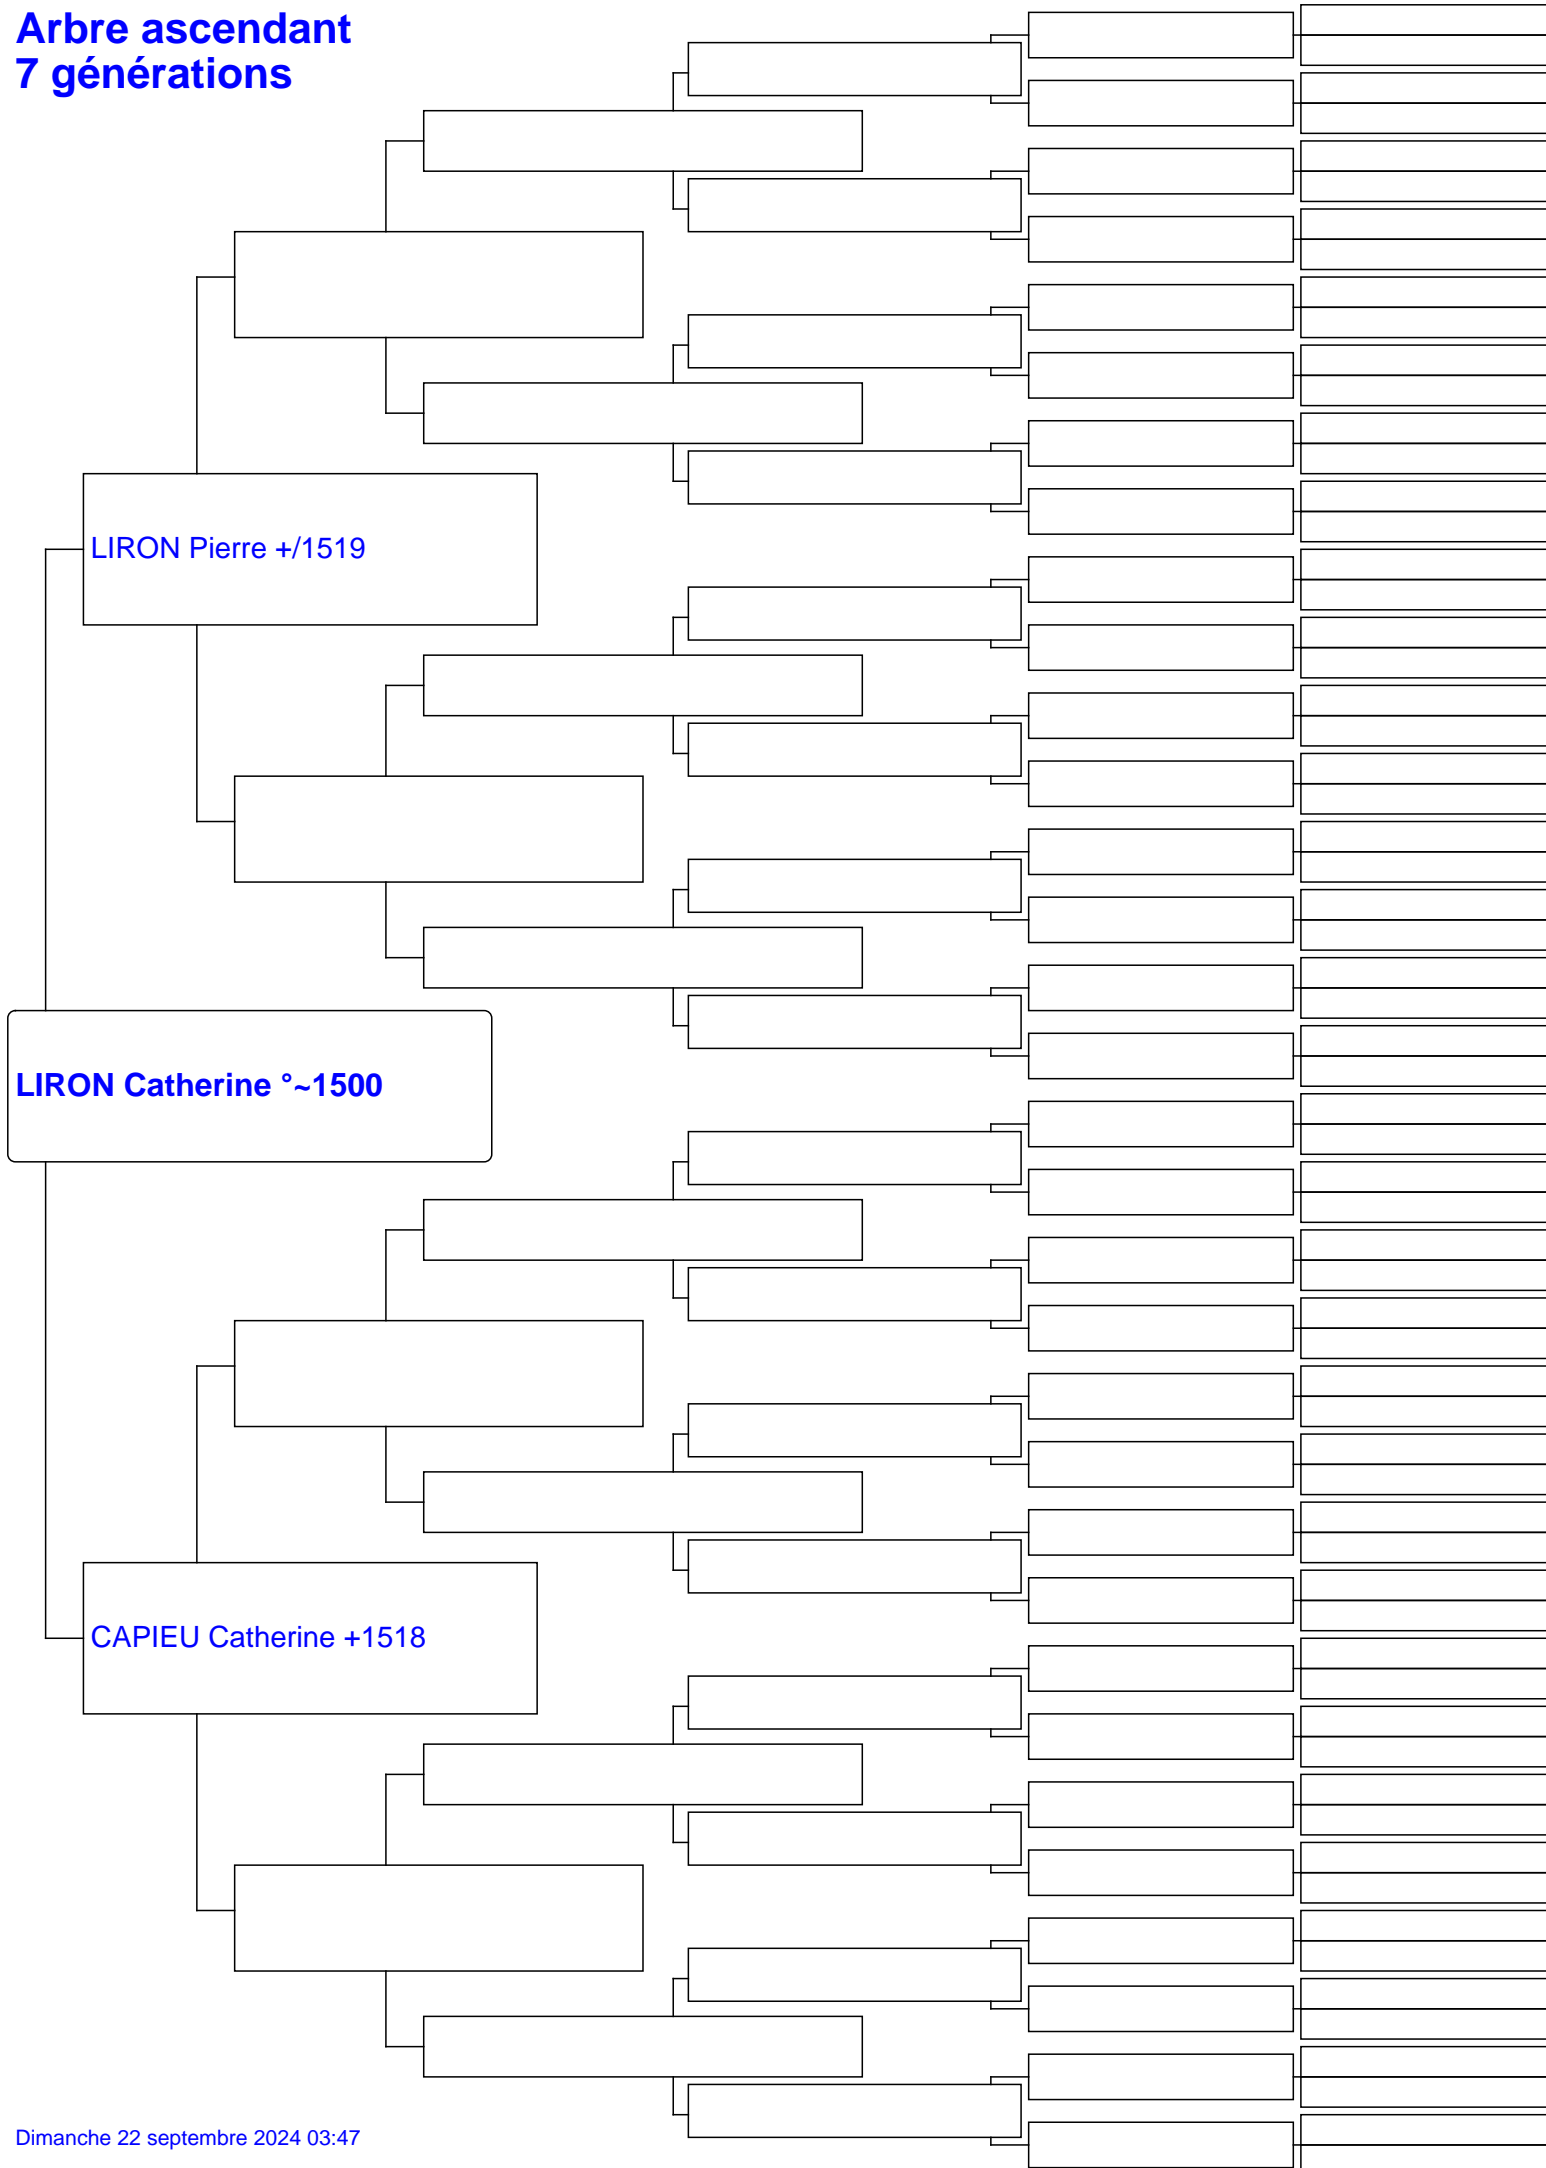 Arbre ascendant
7 générations
LIRON Pierre +/1519
LIRON Catherine °~1500
CAPIEU Catherine +1518
Dimanche 22 septembre 2024 03:47